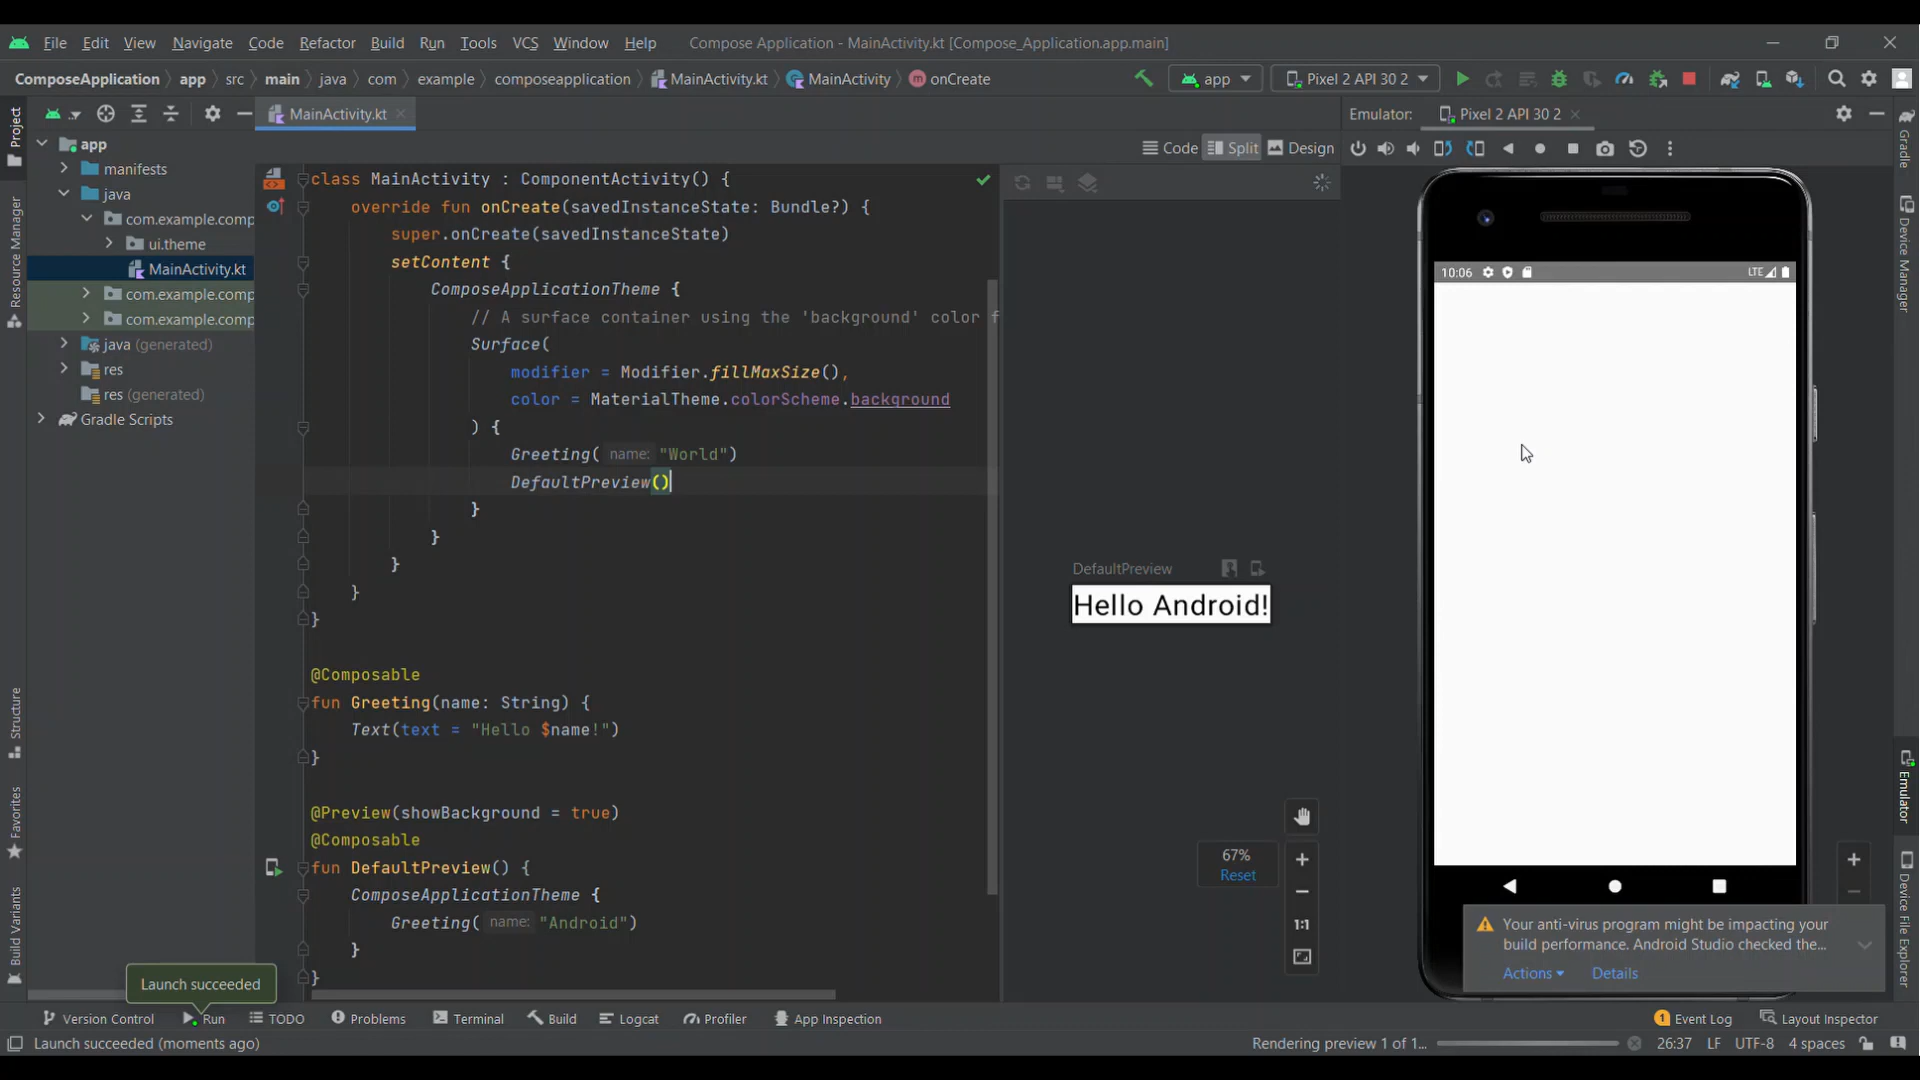 File Edit View Navigate Code Refactor Build Run Tools VCS Window Help Compose Application - MainActivity.kt [Compose_Application.app.main]
ComposeApplication app src main java com example composeapplication MainActivity.kt MainActivity onCreate app Pixel 2 API 30 2
MainActivity.kt
Emulator: Pixel 2 API 30 2
Code Split Design
Project
Resource Manager
Structure
Favorites
Build Variants
app
manifests
java
com.example.comp
ui.theme
MainActivity.kt
com.example.comp
com.example.comp
java (generated)
res
res (generated)
Gradle Scripts
class MainActivity : ComponentActivity() {
override fun onCreate(savedInstanceState: Bundle?) {
super.onCreate(savedInstanceState)
setContent {
ComposeApplicationTheme {
// A surface container using the 'background' color f
Surface(
modifier = Modifier.fillMaxSize(),
color = MaterialTheme.colorScheme.background
) {
Greeting( name: "World")
DefaultPreview()
}
}
}
}
}
@Composable
fun Greeting(name: String) {
Text(text = "Hello $name!")
}
@Preview(showBackground = true)
@Composable
fun DefaultPreview() {
ComposeApplicationTheme {
Greeting( name: "Android")
}
}
DefaultPreview
Hello Android!
67%
Reset
1:1
10:06 LTE
Your anti-virus program might be impacting your
build performance. Android Studio checked the...
Actions Details
Gradle
Device Manager
Emulator
Device File Explorer
Launch succeeded
Version Control Run TODO Problems Terminal Build Logcat Profiler App Inspection 1 Event Log Layout Inspector
Launch succeeded (moments ago) Rendering preview 1 of 1... 26:37 LF UTF-8 4 spaces